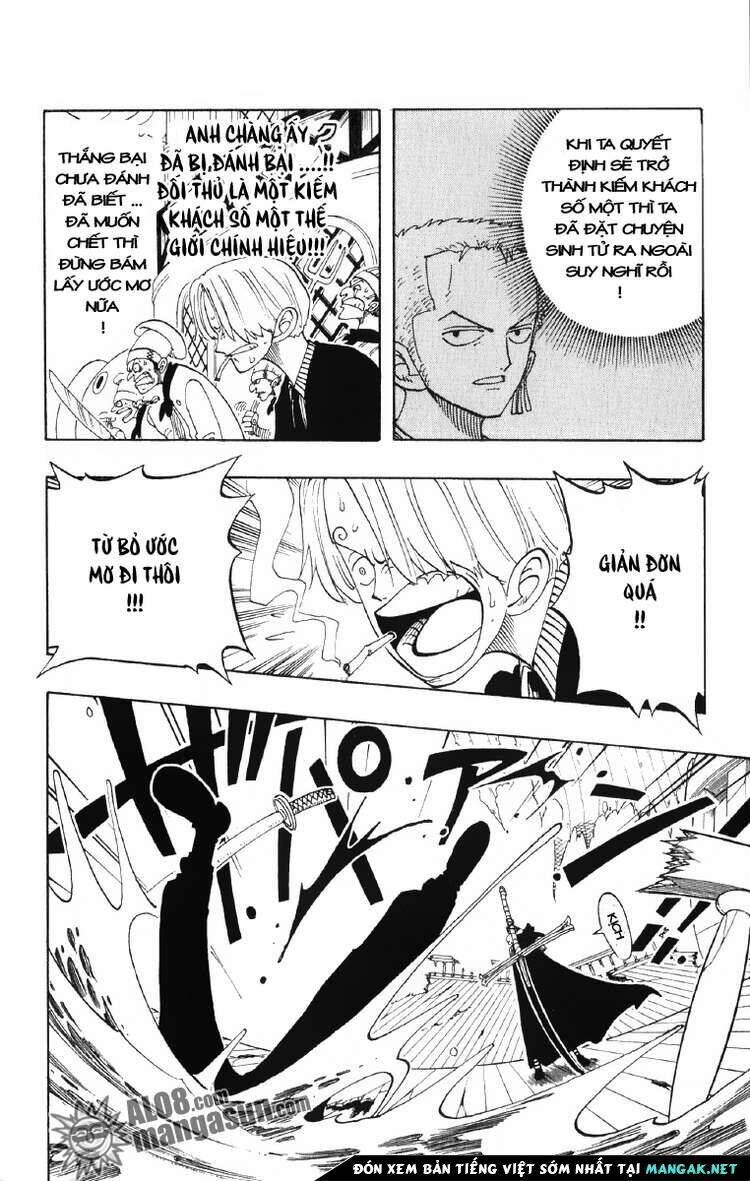 KHI TA QUYẾT
ĐỊNH SẼ TRỞ
THÀNH KIẾM KHÁCH
SỐ MỘT THÌ TA
ĐÃ ĐẶT CHUYỆN
SINH TỬ RA NGOÀI
SUY NGHĨ RỒI
!
ANH CHÀNG ẤY
ĐÃ BỊ ĐÁNH BẠI ....!!
ĐỐI THỦ LÀ MỘT KIẾM
KHÁCH SỐ MỘT THẾ
GIỚI CHÍNH HIỆU!!!
THẮNG BẠI
CHƯA ĐÁNH
ĐÃ BIẾT ...
ĐÃ MUỐN
CHẾT THÌ
ĐỪNG BÁM
LẤY ƯỚC MƠ
NỮA
!
GIẢN ĐƠN
QUÁ
!!
TỪ BỎ ƯỚC
MƠ ĐI THÔI
!!!
AL08.com
mangasun.com
ĐÓN XEM BẢN TIẾNG VIỆT SỚM NHẤT TẠI MANGAK.NET